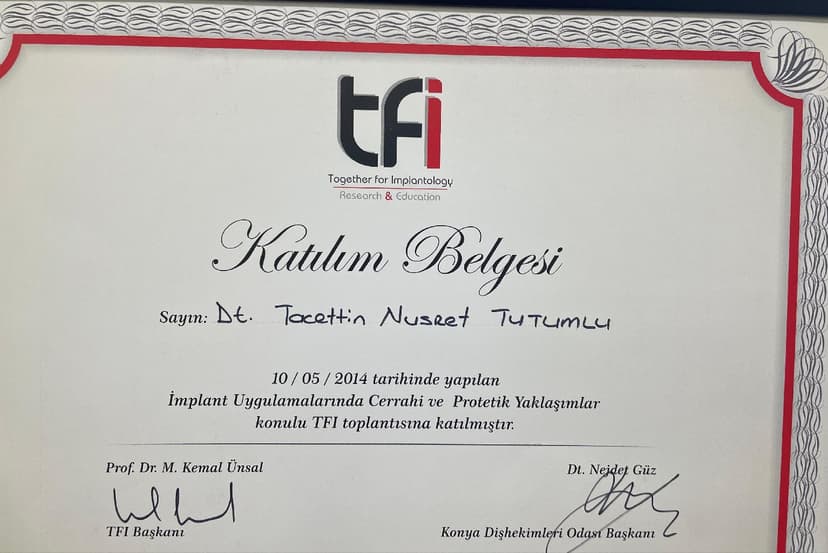 tfi
Together for Implantology
Research & Education
Katılım Belgesi
Sayın: Dt. Tacettin Nusret TUTUMLU
10 / 05 / 2014 tarihinde yapılan
İmplant Uygulamalarında Cerrahi ve Protetik Yaklaşımlar
konulu TFI toplantısına katılmıştır.
Prof. Dr. M. Kemal Ünsal
Dt. Nejdet Güz
TFI Başkanı
Konya Dişhekimleri Odası Başkanı